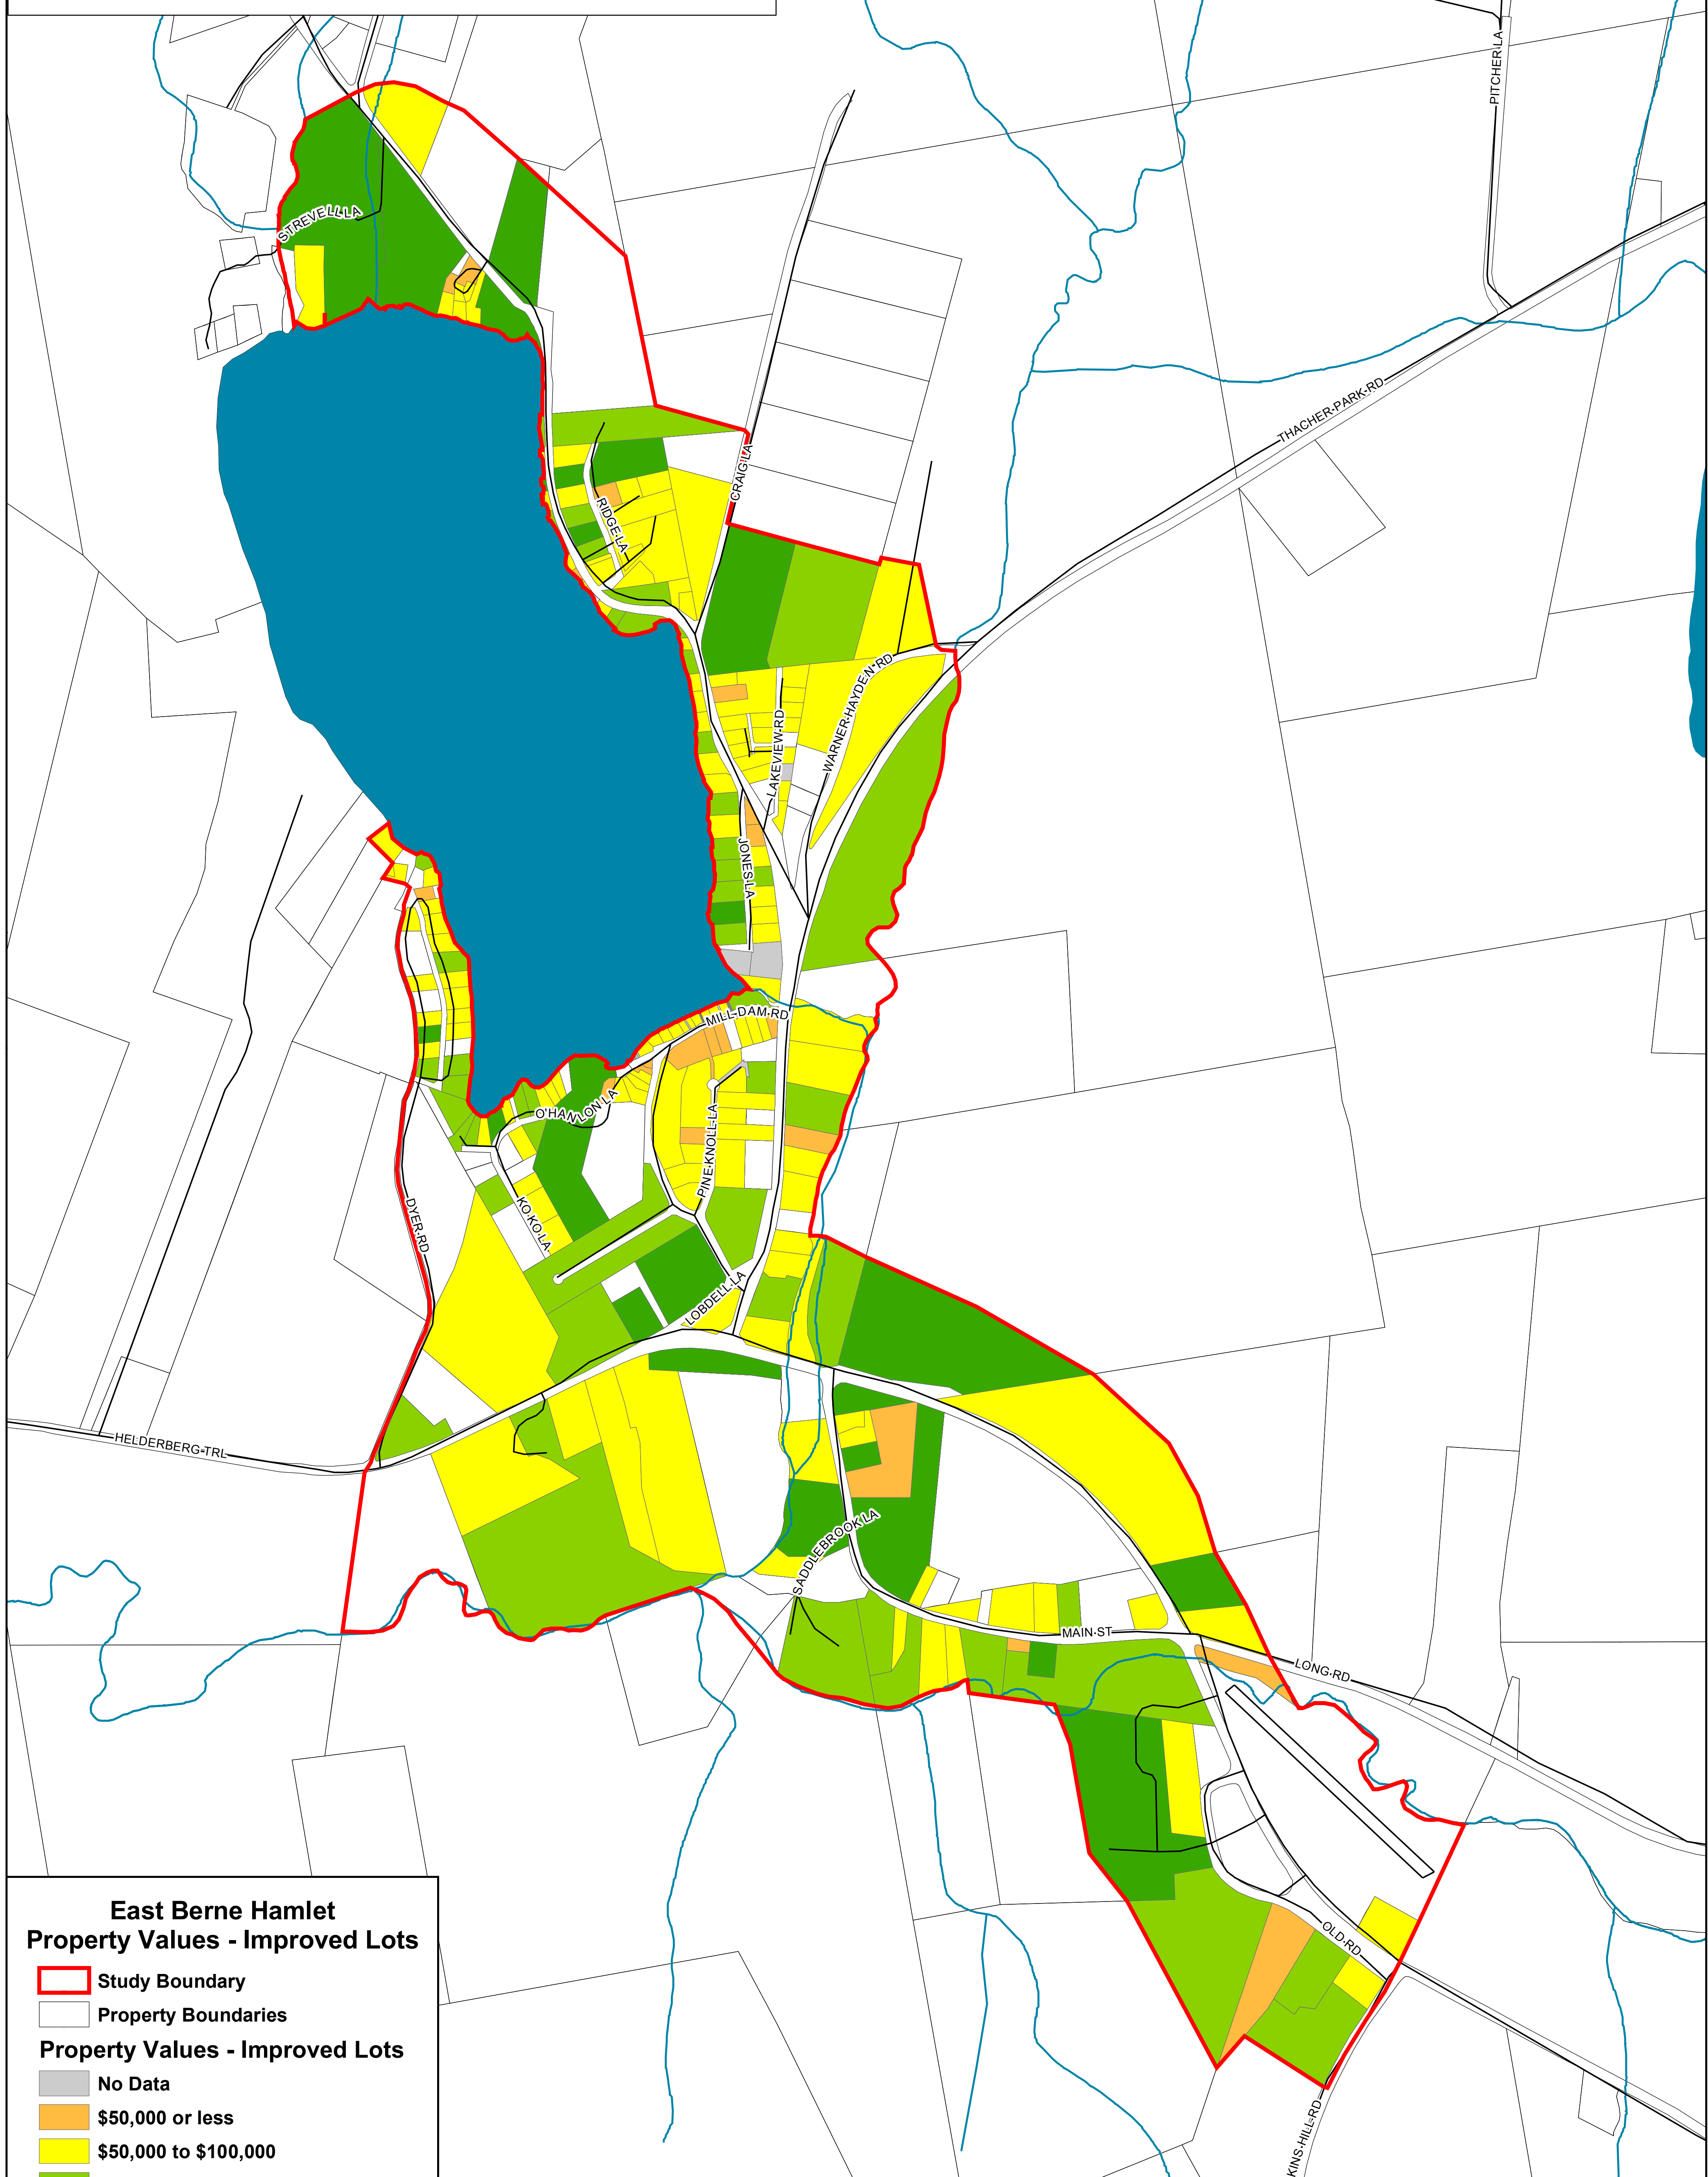 PITCHER LA
STREVELL LA
THACHER PARK RD
CRAIG LA
RIDGE LA
WARNER HAYDEN RD
LAKEVIEW RD
JONES LA
MILL DAM RD
O'HANLON LA
PINE KNOLL LA
KO KO LA
DYER RD
LOBDELL LA
HELDERBERG TRL
SADDLEBROOK LA
MAIN ST
LONG RD
OLD RD
KINS HILL RD
East Berne Hamlet
Property Values - Improved Lots
Study Boundary
Property Boundaries
Property Values - Improved Lots
No Data
$50,000 or less
$50,000 to $100,000